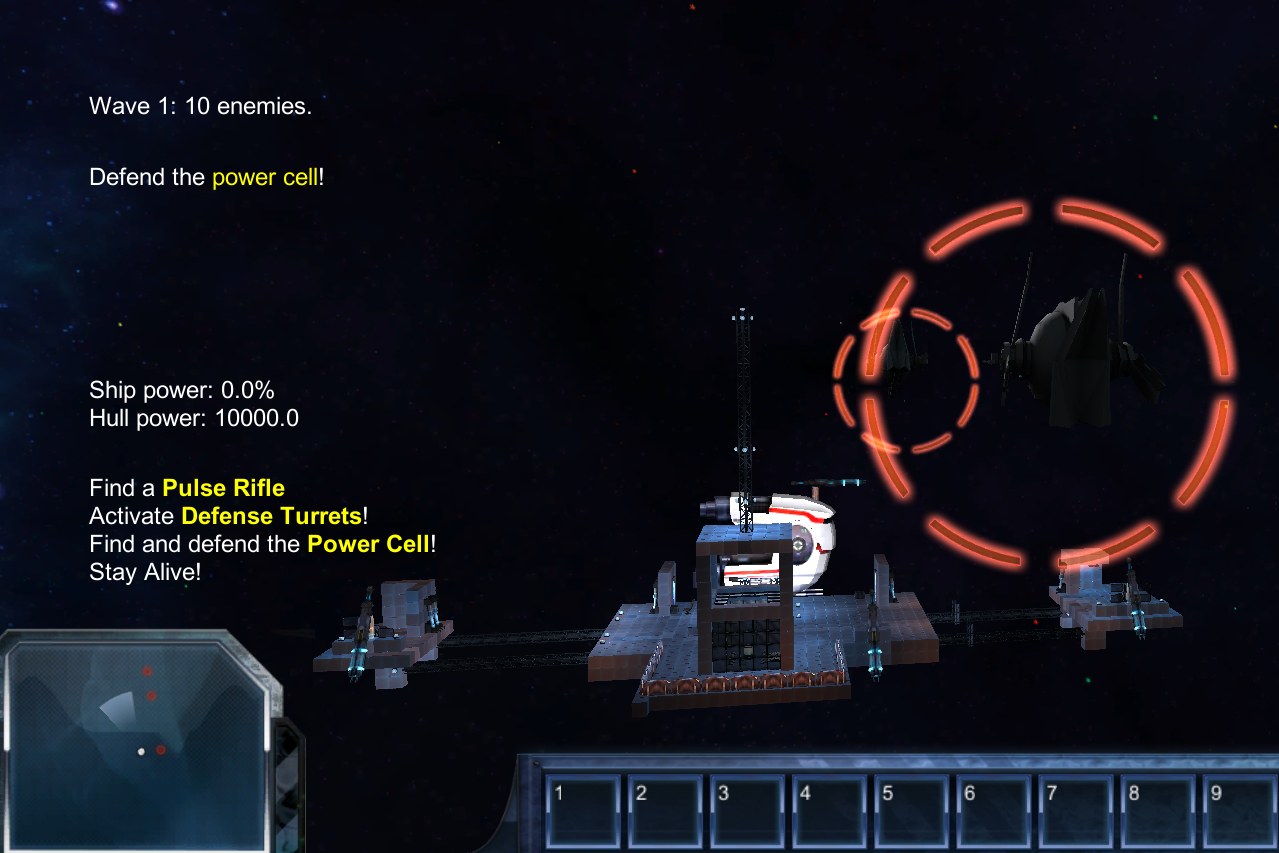 Wave 1: 10 enemies.
Defend the power cell!
Ship power: 0.0%
Hull power: 10000.0
Find a Pulse Rifle
Activate Defense Turrets!
Find and defend the Power Cell!
Stay Alive!
1 2 3 4 5 6 7 8 9